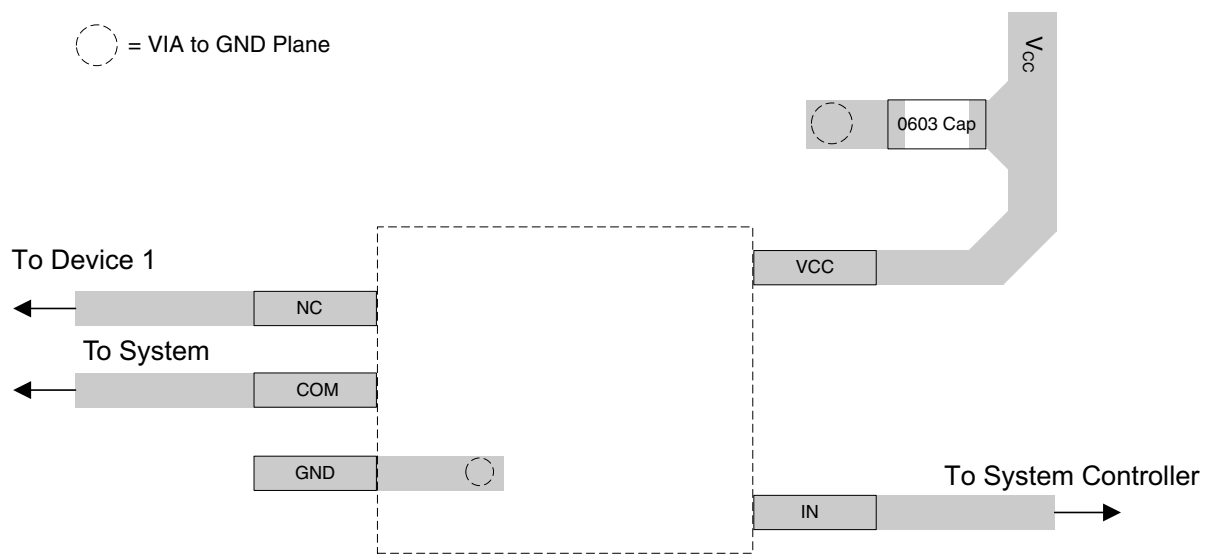 = VIA to GND Plane
VCC
0603 Cap
To Device 1
VCC
NC
To System
COM
GND
To System Controller
IN